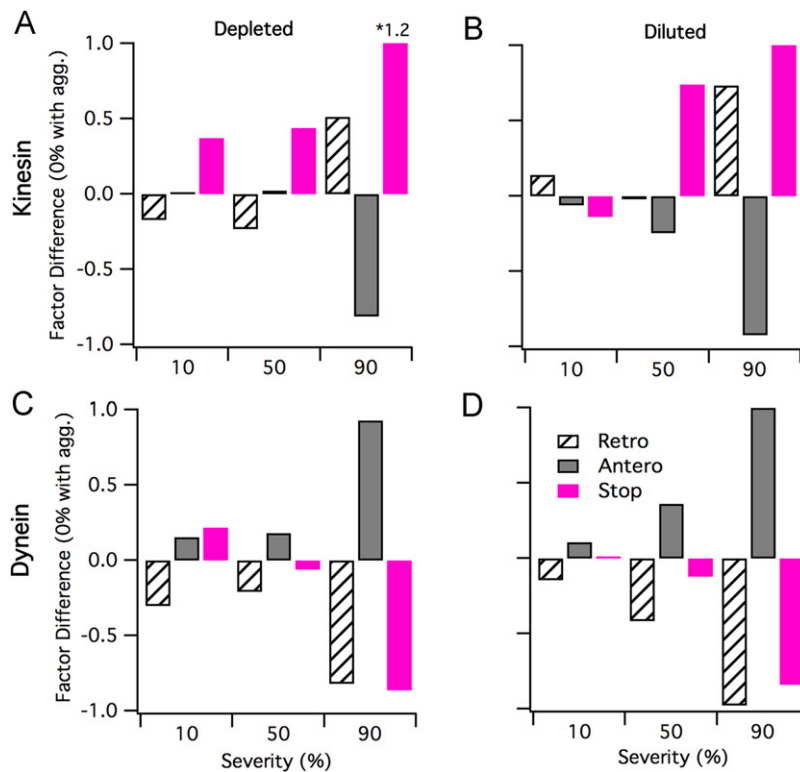 A
Depleted
*1.2
1.0
0.5
0.0
-0.5
-1.0
Kinesin
Factor Difference (0% with agg.)
10 50 90
B
Diluted
10 50 90
C
1.0
0.5
0.0
-0.5
-1.0
Dynein
Factor Difference (0% with agg.)
10 50 90
Severity (%)
D
Retro
Antero
Stop
10 50 90
Severity (%)